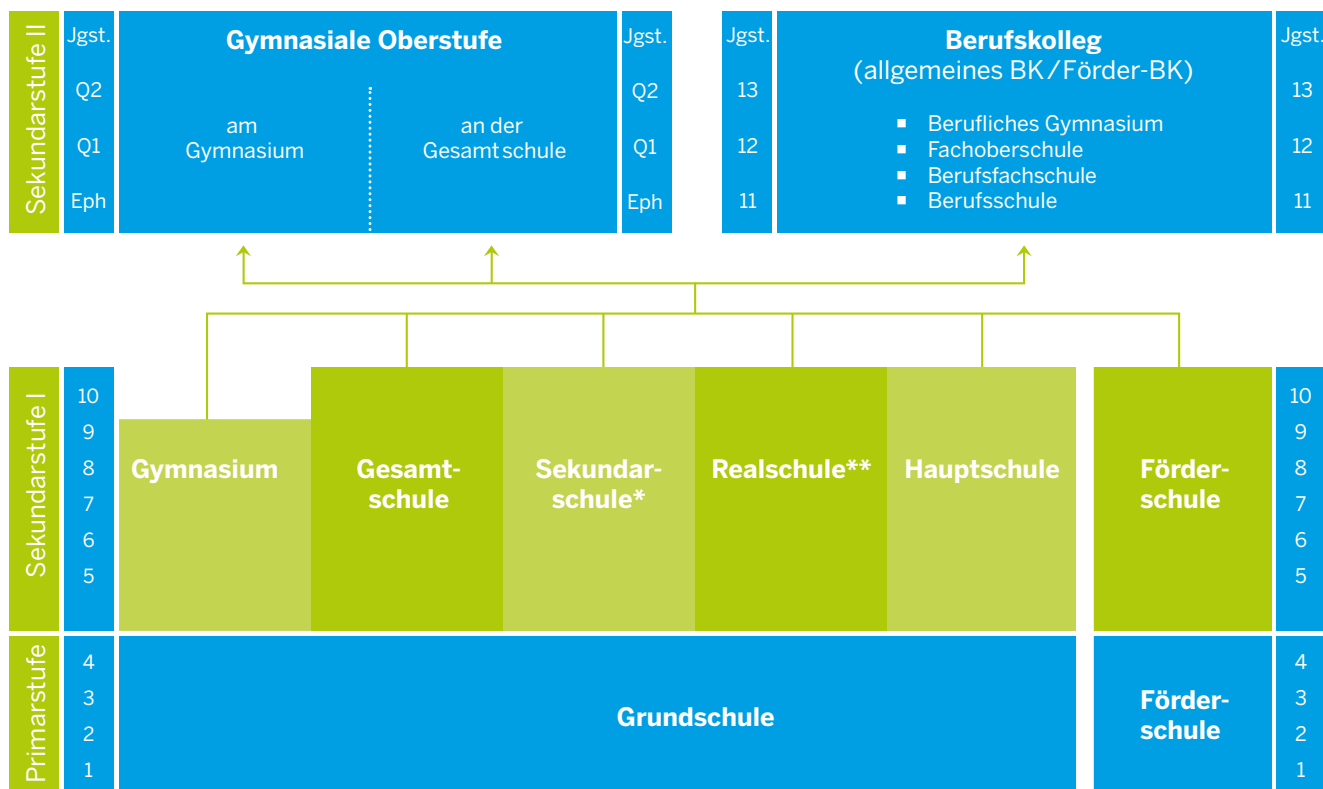 Sekundarstufe II
Jgst.
Q2
Q1
Eph
Gymnasiale Oberstufe
am
Gymnasium
an der
Gesamtschule
Jgst.
Q2
Q1
Eph
Jgst.
13
12
11
Berufskolleg
(allgemeines BK/Förder-BK)
▪ Berufliches Gymnasium
▪ Fachoberschule
▪ Berufsfachschule
▪ Berufsschule
Jgst.
13
12
11
Sekundarstufe I
10
9
8
7
6
5
Gymnasium
Gesamt-
schule
Sekundar-
schule*
Realschule**
Hauptschule
Förder-
schule
10
9
8
7
6
5
Primarstufe
4
3
2
1
Grundschule
Förder-
schule
4
3
2
1